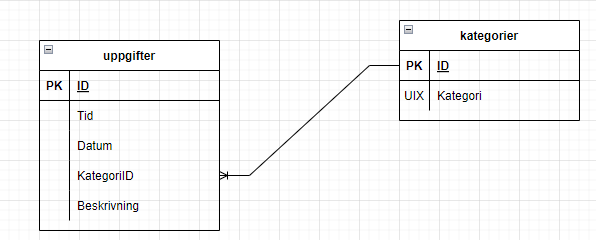 uppgifter
PK ID
Tid
Datum
KategoriID
Beskrivning
kategorier
PK ID
UIX Kategori